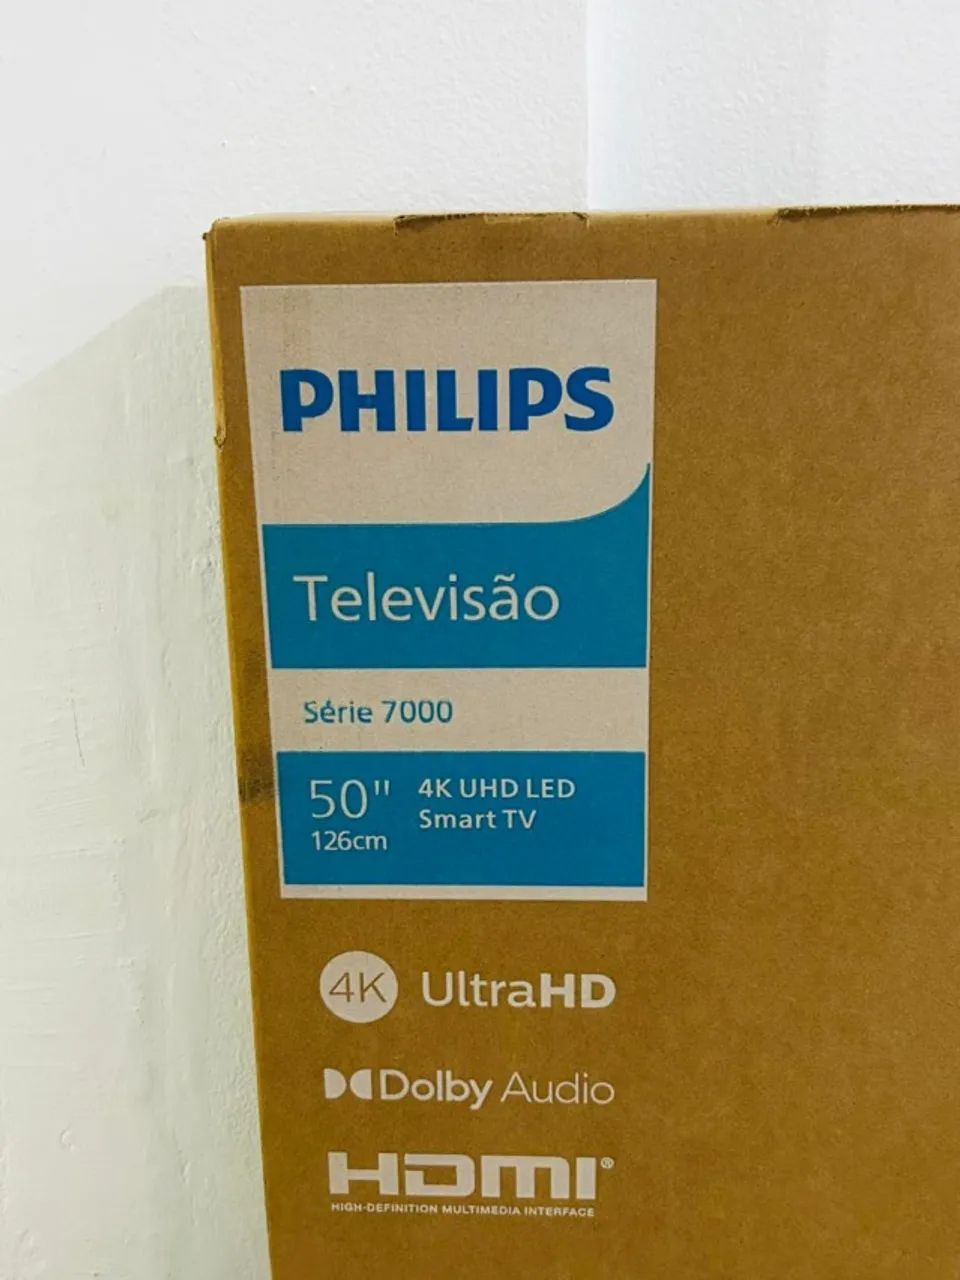 PHILIPS
Televisão
Série 7000
50"
126cm
4K UHD LED
Smart TV
4K UltraHD
Dolby Audio
HDMI®
HIGH-DEFINITION MULTIMEDIA INTERFACE